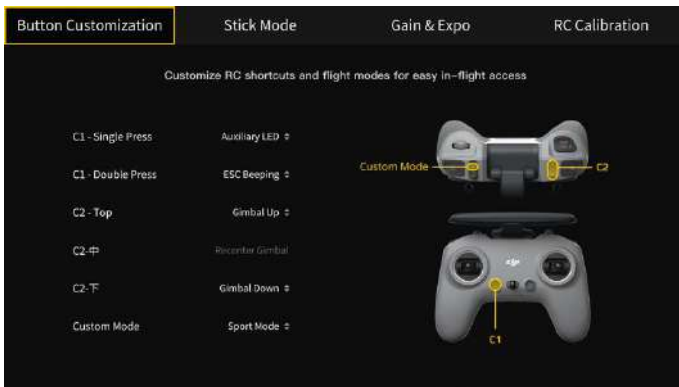 Button Customization
Stick Mode
Gain & Expo
RC Calibration
Customize RC shortcuts and flight modes for easy in-flight access
C1 - Single Press
Auxiliary LED
C1 - Double Press
ESC Beeping
C2 - Top
Gimbal Up
C2-中
Recenter Gimbal
C2-下
Gimbal Down
Custom Mode
Sport Mode
Custom Mode
C2
dji
C1